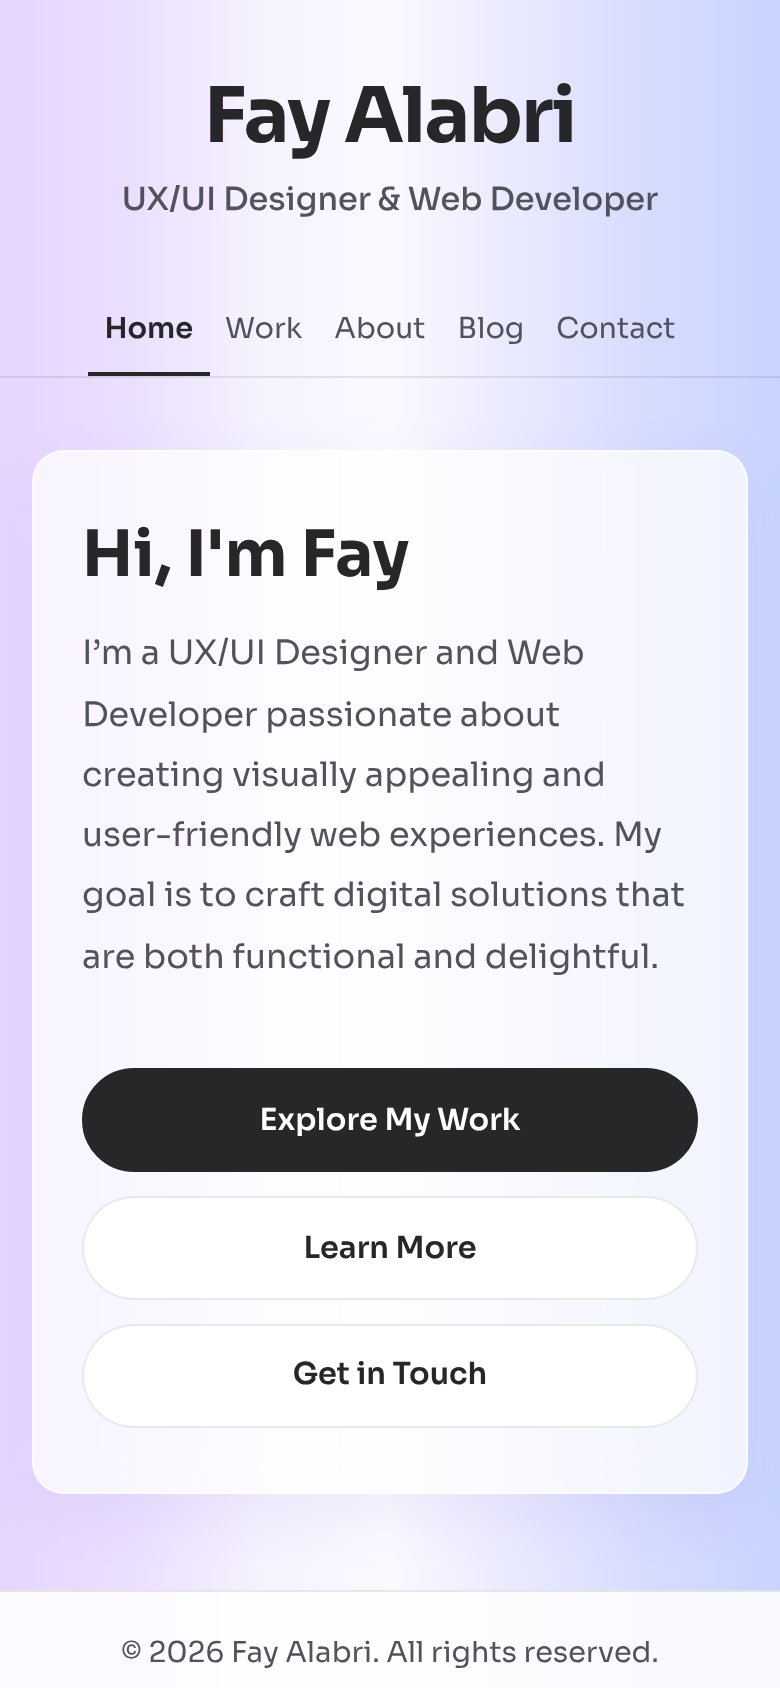 Fay Alabri
UX/UI Designer & Web Developer
Home Work About Blog Contact
Hi, I'm Fay
I’m a UX/UI Designer and Web
Developer passionate about
creating visually appealing and
user-friendly web experiences. My
goal is to craft digital solutions that
are both functional and delightful.
Explore My Work
Learn More
Get in Touch
© 2026 Fay Alabri. All rights reserved.